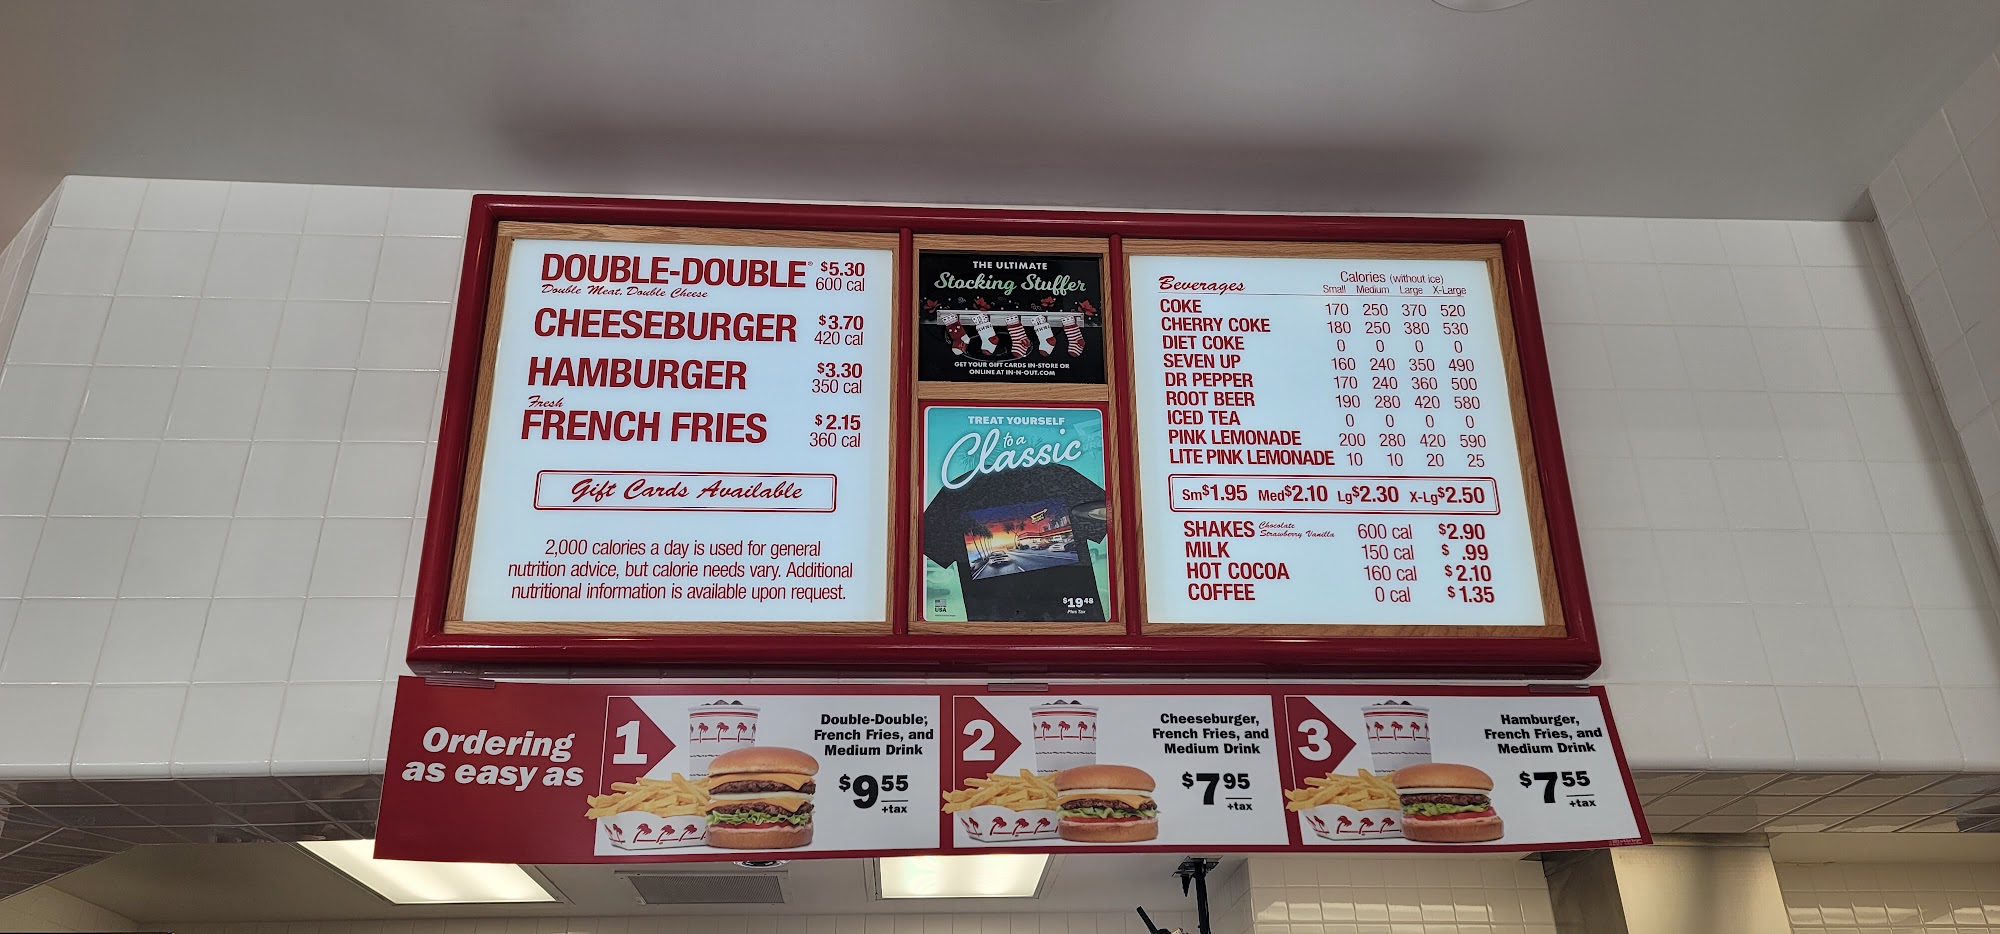 DOUBLE-DOUBLE® $5.30
Double Meat, Double Cheese 600 cal
CHEESEBURGER $3.70
420 cal
HAMBURGER $3.30
350 cal
Fresh
FRENCH FRIES $2.15
360 cal
Gift Cards Available
2,000 calories a day is used for general
nutrition advice, but calorie needs vary. Additional
nutritional information is available upon request.
THE ULTIMATE
Stocking Stuffer
GET YOUR GIFT CARDS IN-STORE OR
ONLINE AT IN-N-OUT.COM
TREAT YOURSELF
to a
Classic
USA
$19.48
Plus Tax
Beverages Calories (without ice)
Small Medium Large X-Large
COKE 170 250 370 520
CHERRY COKE 180 250 380 530
DIET COKE 0 0 0 0
SEVEN UP 160 240 350 490
DR PEPPER 170 240 360 500
ROOT BEER 190 280 420 580
ICED TEA 0 0 0 0
PINK LEMONADE 200 280 420 590
LITE PINK LEMONADE 10 10 20 25
Sm$1.95 Med$2.10 Lg$2.30 X-Lg$2.50
SHAKES Chocolate Strawberry Vanilla 600 cal $2.90
MILK 150 cal $ .99
HOT COCOA 160 cal $2.10
COFFEE 0 cal $1.35
Ordering
as easy as
1
Double-Double,
French Fries, and
Medium Drink
$9.55
+tax
2
Cheeseburger,
French Fries, and
Medium Drink
$7.95
+tax
3
Hamburger,
French Fries, and
Medium Drink
$7.55
+tax